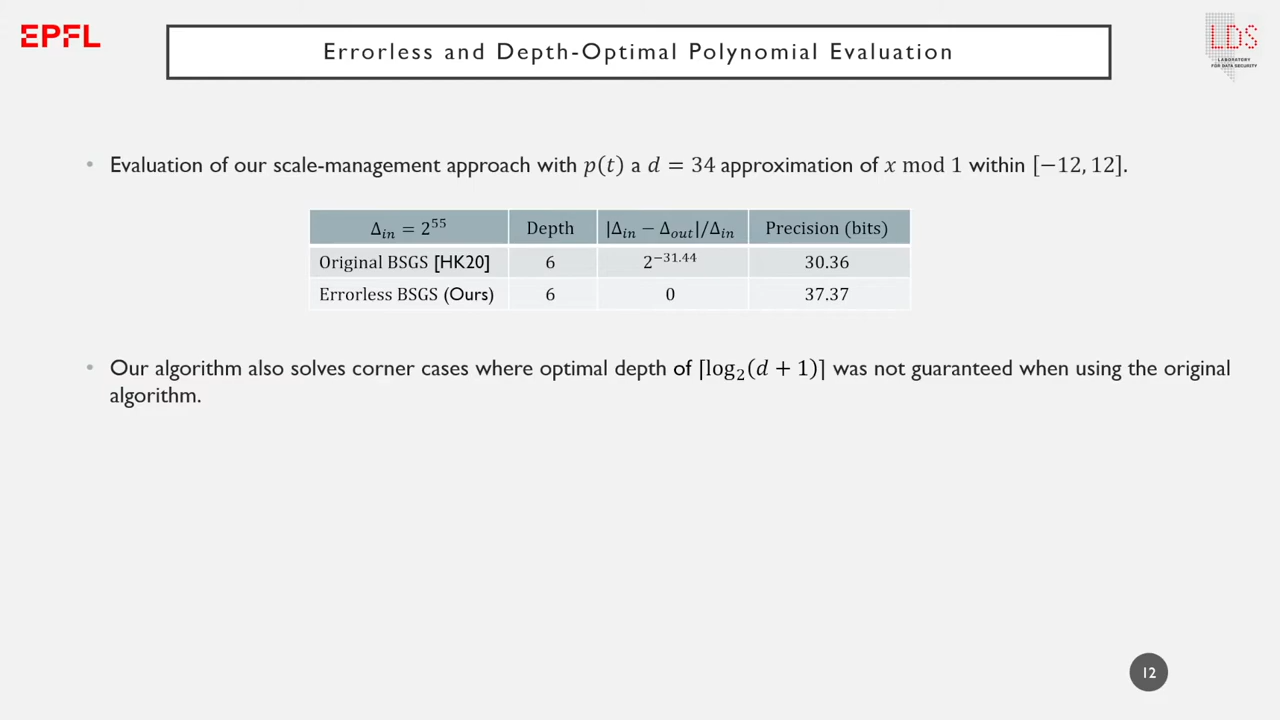 EPFL
Errorless and Depth-Optimal Polynomial Evaluation
LDS
LABORATORY
FOR DATA SECURITY
• Evaluation of our scale-management approach with p(t) a d = 34 approximation of x mod 1 within [−12, 12].
Δ_in = 2^55 Depth |Δ_in − Δ_out|/Δ_in Precision (bits)
Original BSGS [HK20] 6 2^−31.44 30.36
Errorless BSGS (Ours) 6 0 37.37
• Our algorithm also solves corner cases where optimal depth of ⌈log₂(d + 1)⌉ was not guaranteed when using the original
algorithm.
12